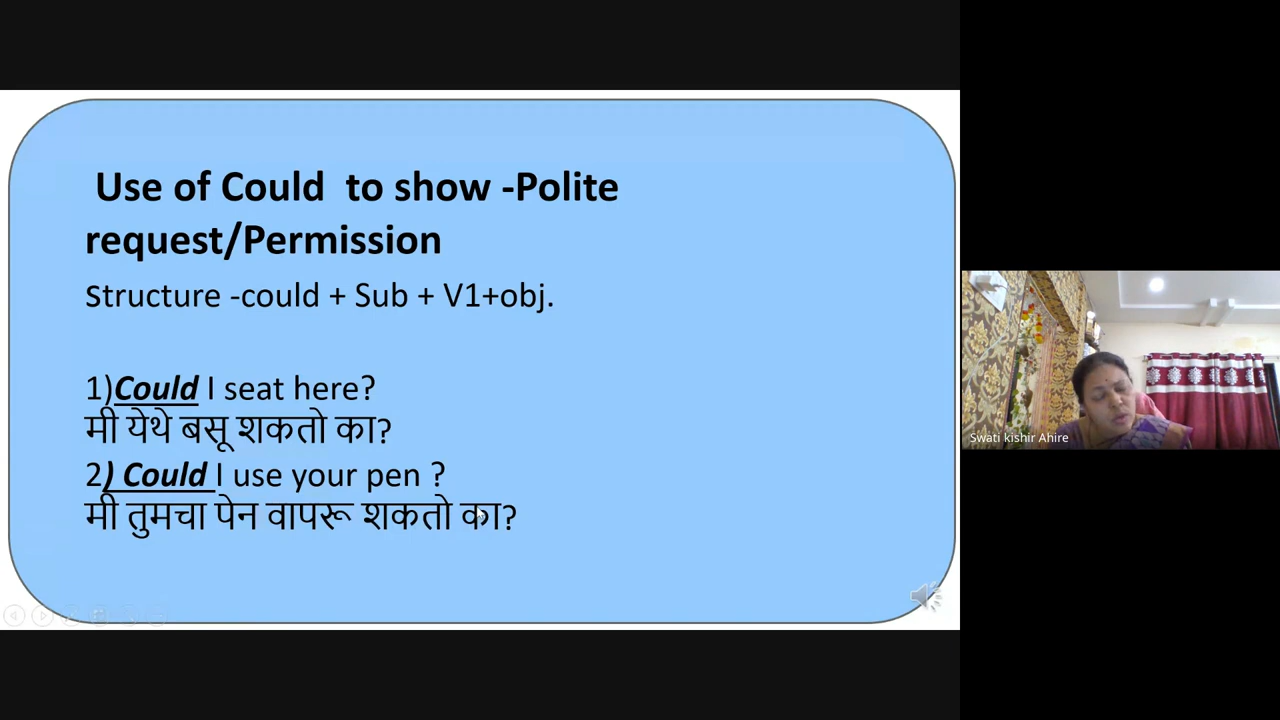 Use of Could to show -Polite
request/Permission
Structure -could + Sub + V1+obj.
1)Could I seat here?
मी येथे बसू शकतो का?
2) Could I use your pen ?
मी तुमचा पेन वापरू शकतो का?
Swati kishir Ahire